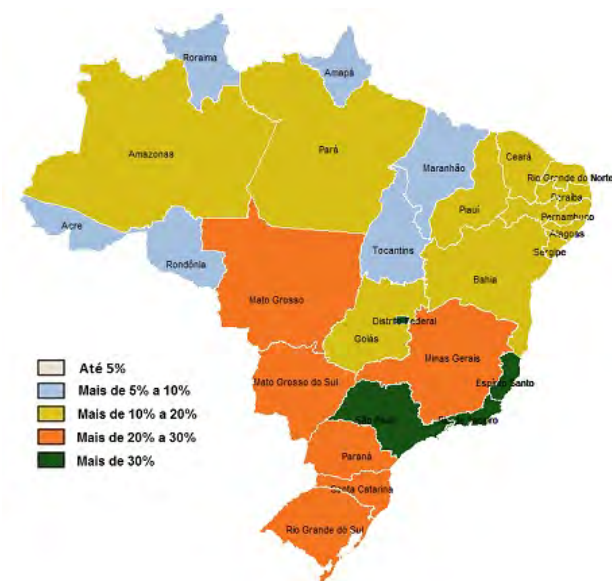 Roraima
Amapá
Amazonas
Pará
Maranhão
Ceará
Rio Grande do Norte
Paraíba
Piauí
Pernambuco
Alagoas
Sergipe
Acre
Rondônia
Tocantins
Bahia
Mato Grosso
Distrito Federal
Goiás
Minas Gerais
Espírito Santo
Mato Grosso do Sul
São Paulo
Paraná
Santa Catarina
Rio Grande do Sul
Até 5%
Mais de 5% a 10%
Mais de 10% a 20%
Mais de 20% a 30%
Mais de 30%